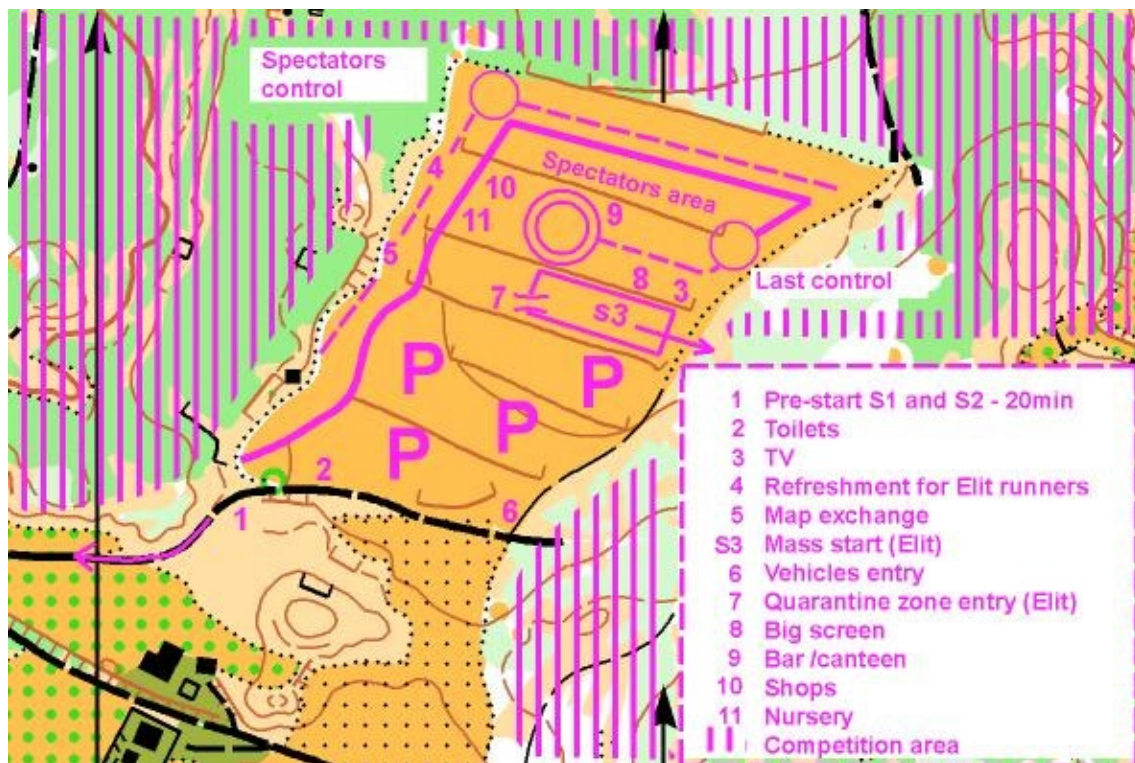 Spectators
control
4
10
Spectators area
11
9
5
8
3
Last control
7
s3
P
P
P
P
2
6
1
1 Pre-start S1 and S2 - 20min
2 Toilets
3 TV
4 Refreshment for Elit runners
5 Map exchange
S3 Mass start (Elit)
6 Vehicles entry
7 Quarantine zone entry (Elit)
8 Big screen
9 Bar /canteen
10 Shops
11 Nursery
Competition area